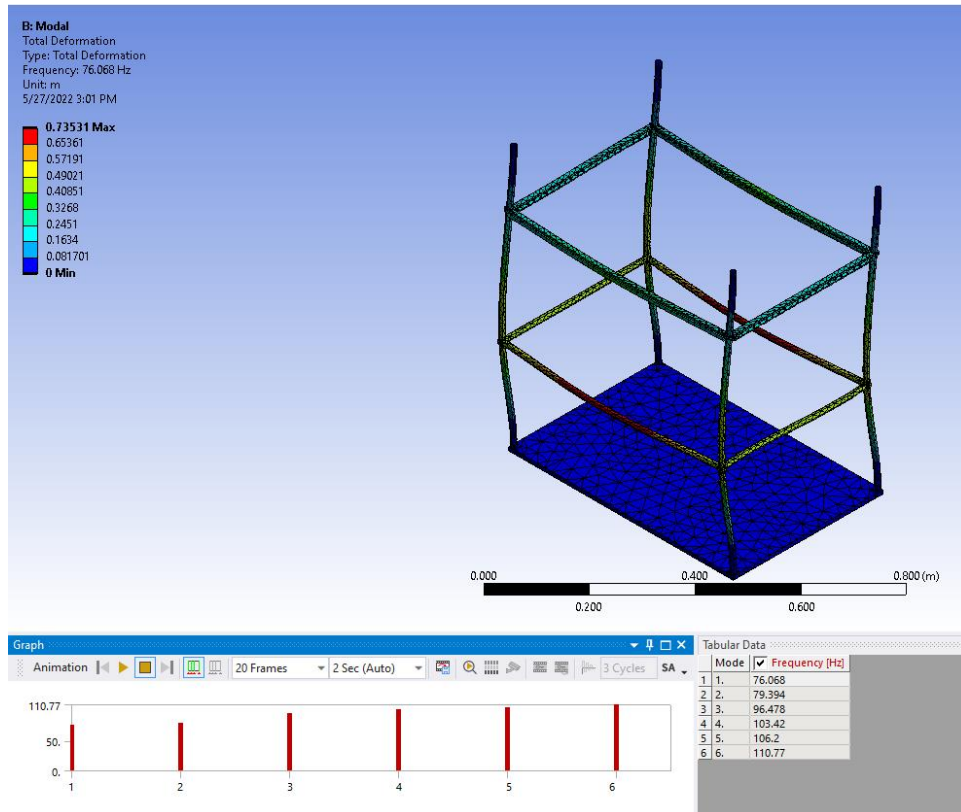 B: Modal
Total Deformation
Type: Total Deformation
Frequency: 76.068 Hz
Unit: m
5/27/2022 3:01 PM
0.73531 Max
0.65361
0.57191
0.49021
0.40851
0.3268
0.2451
0.1634
0.081701
0 Min
0.000 0.400 0.800 (m)
0.200 0.600
Graph
Animation 20 Frames 2 Sec (Auto) 3 Cycles SA
110.77
50.
0.
1 2 3 4 5 6
Tabular Data
Mode Frequency [Hz]
1 1. 76.068
2 2. 79.394
3 3. 96.478
4 4. 103.42
5 5. 106.2
6 6. 110.77